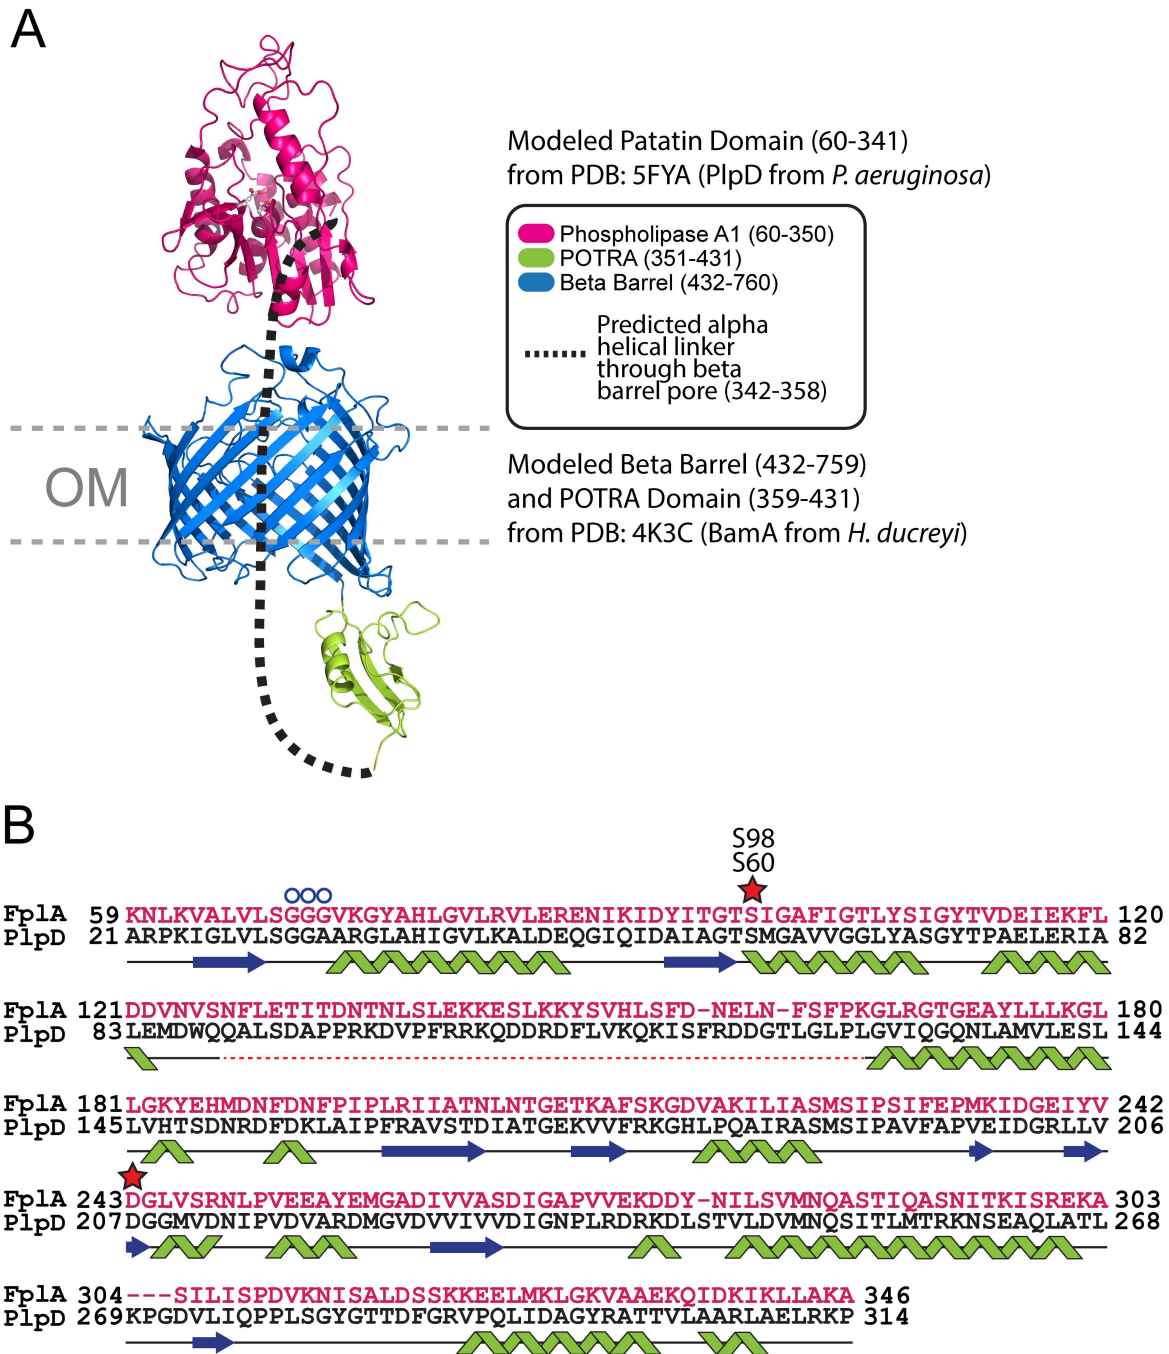 A
Modeled Patatin Domain (60-341)
from PDB: 5FYA (PlpD from P. aeruginosa)
Phospholipase A1 (60-350)
POTRA (351-431)
Beta Barrel (432-760)
Predicted alpha
helical linker
through beta
barrel pore (342-358)
OM
Modeled Beta Barrel (432-759)
and POTRA Domain (359-431)
from PDB: 4K3C (BamA from H. ducreyi)
B
S98
S60
FplA 59 KNLKVALVLSGGGVKGYAHLGVLRVLERENIKIDYITGTSIGAFIGTLYSIGYTVDEIEKFL 120
PlpD 21 ARPKIGLVLSGGAARGLAHIGVLKALDEQGIQIDAIAGTSMGAVVGGLYASGYTPAELERIA 82
FplA 121 DDVNVSNFLETITDNTNLSLEKKESLKKYSVHLSFD-NELN-FSFPKGLRGTGEAYLLLKGL 180
PlpD 83 LEMDWQQALSDAPPRKDVPFRRKQDDRDFLVKQKISFRDDGTLGLPLGVIQGQNLAMVLESL 144
FplA 181 LGKYEHMDNFDNFPIPLRIIATNLNTGETKAFSKGDVAKILIASMSIPSIFEPMKIDGEIYV 242
PlpD 145 LVHTSDNRDFDKLAIPFRAVSTDIATGEKVVFRKGHLPQAIRASMSIPAVFAPVEIDGRLLV 206
FplA 243 DGLVSRNLPVEEAYEMGADIVVASDIGAPVVEKDDY-NILSVMNQASTIQASNITKISREKA 303
PlpD 207 DGGMVDNIPVDVARDMGVDVVIVVDIGNPLRDRKDLSTVLDVMNQSITLMTRKNSEAQLATL 268
FplA 304 ---SILISPDVKNISALDSSKKEELMKLGKVAAEKQIDKIKLLAKA 346
PlpD 269 KPGDVLIQPPLSGYGTTDFGRVPQLIDAGYRATTVLAARLAELRKP 314